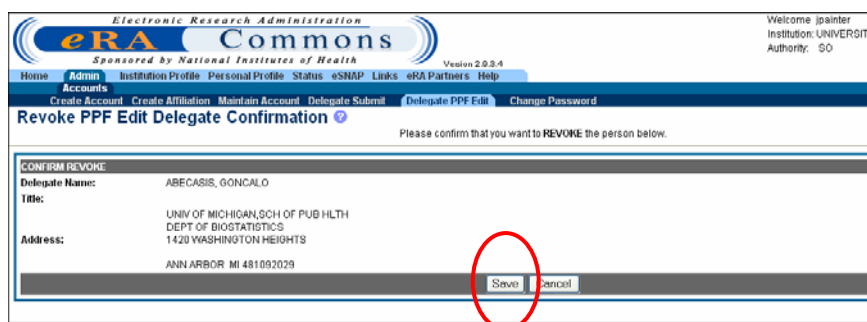 Electronic Research Administration
eRA Commons
Sponsored by National Institutes of Health
Version 2.8.3.4
Welcome jpainter
Institution: UNIVERSIT
Authority: SO
Home Admin Institution Profile Personal Profile Status eSNAP Links eRA Partners Help
Accounts
Create Account Create Affiliation Maintain Account Delegate Submit Delegate PPF Edit Change Password
Revoke PPF Edit Delegate Confirmation ?
Please confirm that you want to REVOKE the person below.
CONFIRM REVOKE
Delegate Name: ABECASIS, GONCALO
Title:
UNIV OF MICHIGAN,SCH OF PUB HLTH
DEPT OF BIOSTATISTICS
Address: 1420 WASHINGTON HEIGHTS
ANN ARBOR MI 481092029
Save Cancel